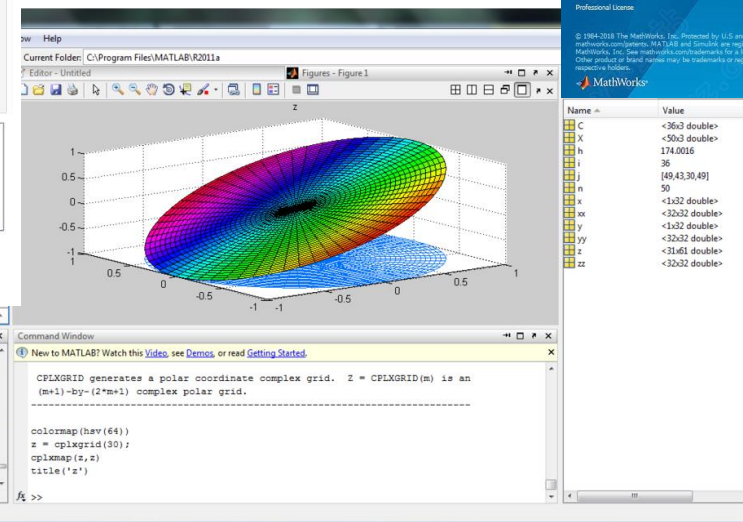 Professional License
© 1984-2018 The MathWorks, Inc. Protected by U.S an
mathworks.com/patents. MATLAB and Simulink are regi
MathWorks, Inc. See mathworks.com/trademarks for a l
Other product or brand names may be trademarks or reg
respective holders.
MathWorks
ow Help
Current Folder: C:\Program Files\MATLAB\R2011a
Editor - Untitled
Figures - Figure 1
z
1
0.5
0
-0.5
-1
1
0.5
0
-0.5
-1
-1
-0.5
0
0.5
1
Command Window
New to MATLAB? Watch this Video, see Demos, or read Getting Started.
CPLXGRID generates a polar coordinate complex grid. Z = CPLXGRID(m) is an
(m+1)-by-(2*m+1) complex polar grid.
------------------------------------------------------------------------
colormap(hsv(64))
z = cplxgrid(30);
cplxmap(z,z)
title('z')
fx >>
Name Value
C <36x3 double>
X <50x3 double>
h 174.0016
i 36
j [49,43,30,49]
n 50
x <1x32 double>
xx <32x32 double>
y <1x32 double>
yy <32x32 double>
z <31x61 double>
zz <32x32 double>